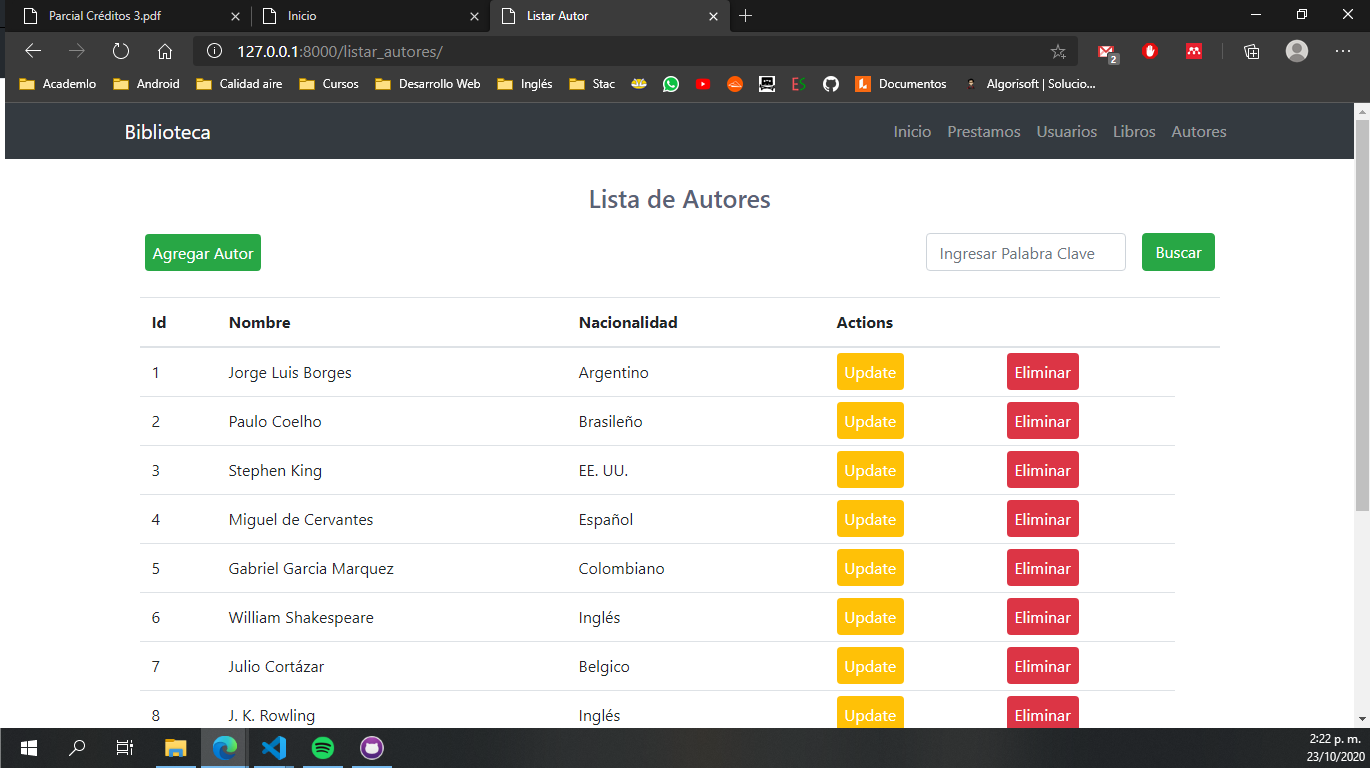 Parcial Créditos 3.pdf
Inicio
Listar Autor
127.0.0.1:8000/listar_autores/
2
Academlo
Android
Calidad aire
Cursos
Desarrollo Web
Inglés
Stac
ES
Documentos
Algorisoft | Solucio...
Biblioteca
Inicio
Prestamos
Usuarios
Libros
Autores
Lista de Autores
Agregar Autor
Ingresar Palabra Clave
Buscar
Id Nombre Nacionalidad Actions
1 Jorge Luis Borges Argentino Update Eliminar
2 Paulo Coelho Brasileño Update Eliminar
3 Stephen King EE. UU. Update Eliminar
4 Miguel de Cervantes Español Update Eliminar
5 Gabriel Garcia Marquez Colombiano Update Eliminar
6 William Shakespeare Inglés Update Eliminar
7 Julio Cortázar Belgico Update Eliminar
8 J. K. Rowling Inglés Update Eliminar
2:22 p. m.
23/10/2020